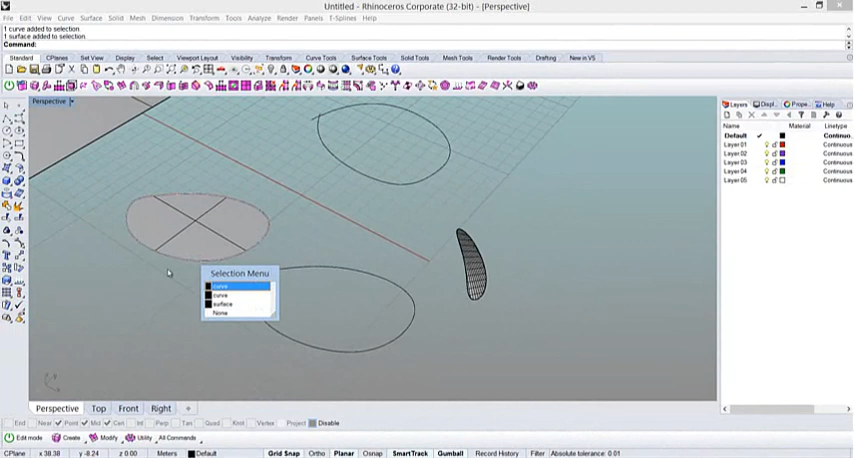 Untitled - Rhinoceros Corporate (32-bit) - [Perspective]
File Edit View Curve Surface Solid Mesh Dimension Transform Tools Analyze Render Panels T-Splines Help
1 curve added to selection
1 surface added to selection
Command:
Standard CPlanes Set View Display Select Viewport Layout Visibility Transform Curve Tools Surface Tools Solid Tools Mesh Tools Render Tools Drafting New in V5
Perspective
Layers Displ... Prope... Help
Name Material Linetype
Default Continuo...
Layer 01 Continuous
Layer 02 Continuous
Layer 03 Continuous
Layer 04 Continuous
Layer 05 Continuous
Selection Menu
curve
curve
surface
None
Perspective Top Front Right
End Near Point Mid Cen Int Perp Tan Quad Knot Vertex Project Disable
Edit mode Create Modify Utility All Commands
CPlane x 38.38 y -8.24 z 0.00 Meters Default Grid Snap Ortho Planar Osnap SmartTrack Gumball Record History Filter Absolute tolerance: 0.01